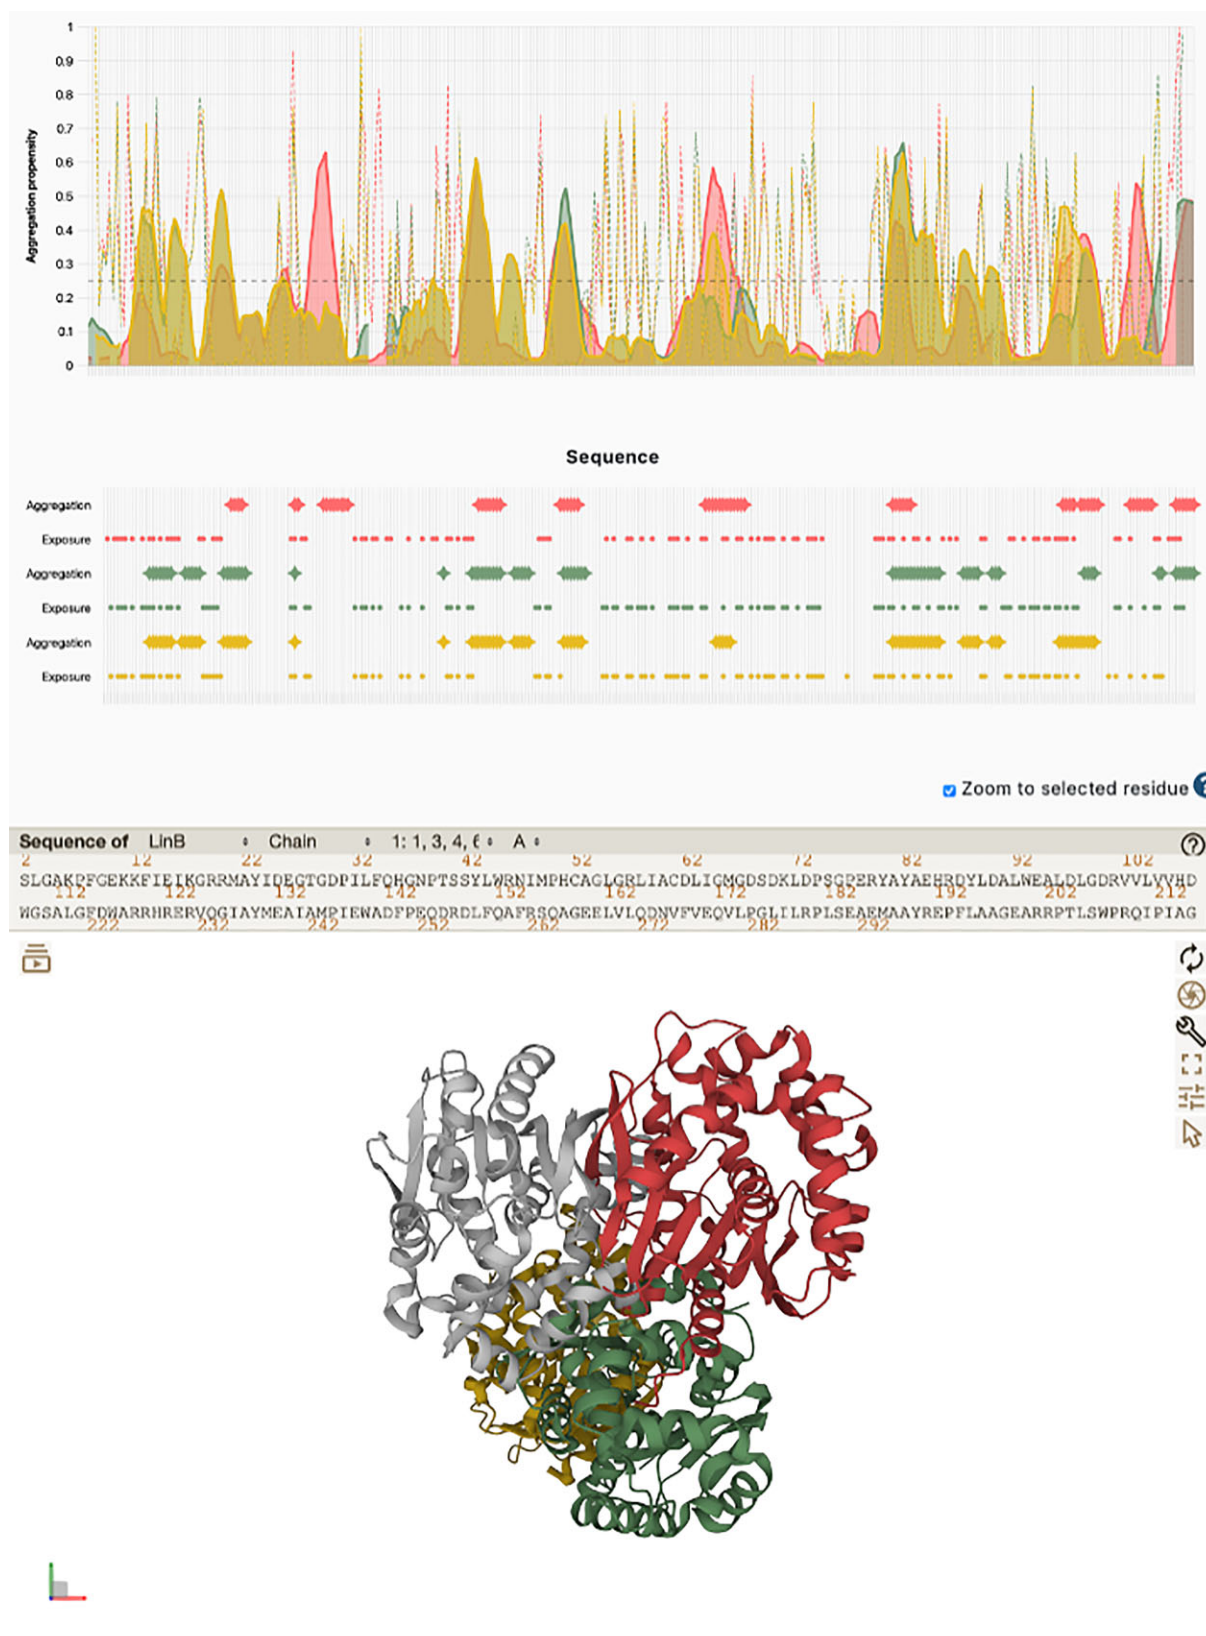 1
0.9
0.8
0.7
0.6
0.5
0.4
0.3
0.2
0.1
0
Aggregation propensity
Sequence
Aggregation
Exposure
Aggregation
Exposure
Aggregation
Exposure
Zoom to selected residue ?
Sequence of LinB Chain 1: 1, 3, 4, 6 A ?
2 12 22 32 42 52 62 72 82 92 102
SLGAKPFGEKKFIEIKGRRMAYIDEGTGDPILFQHGNPTSSYLWRNIMPHCAGLGRLIACDLIGMGDSDKLDPSGPERYAYAEHRDYLDALWEALDLGDRVVLVVHD
112 122 132 142 152 162 172 182 192 202 212
WGSALGFDWARRHRERVQGIAYMEAIAMPIEWADFPEQDRDLFQAFRSQAGEELVLQDNVFVEQVLPGLILRPLSEAEMAAYREPFLAAGEARRPTLSWPRQIPIAG
222 232 242 252 262 272 282 292